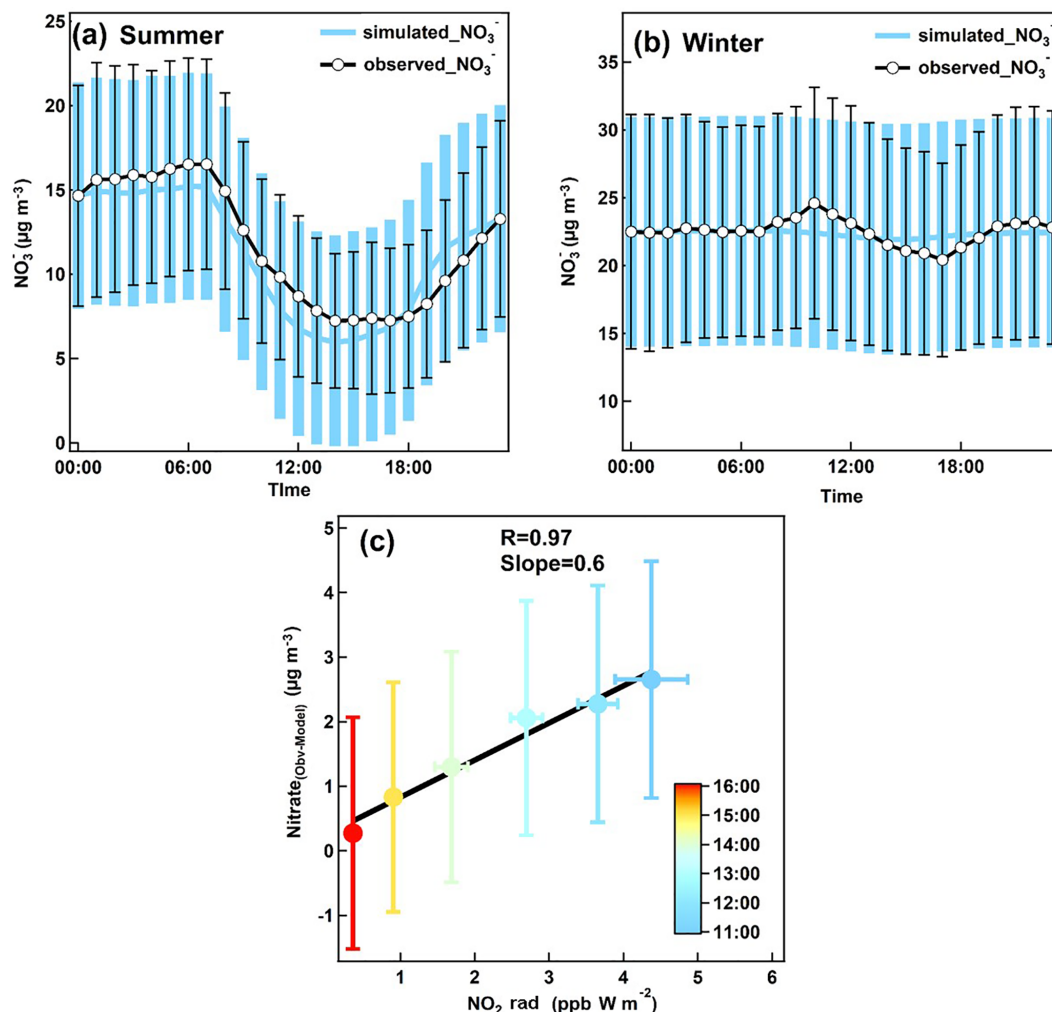 (a) Summer
simulated_NO₃⁻
observed_NO₃⁻
25
20
15
10
5
0
NO₃⁻ (µg m⁻³)
00:00 06:00 12:00 18:00
TIme
(b) Winter
simulated_NO₃⁻
observed_NO₃⁻
35
30
25
20
15
10
NO₃⁻ (µg m⁻³)
00:00 06:00 12:00 18:00
Time
(c)
R=0.97
Slope=0.6
5
4
3
2
1
0
-1
Nitrate(Obv-Model) (µg m⁻³)
16:00
15:00
14:00
13:00
12:00
11:00
1 2 3 4 5 6
NO₂ rad (ppb W m⁻²)